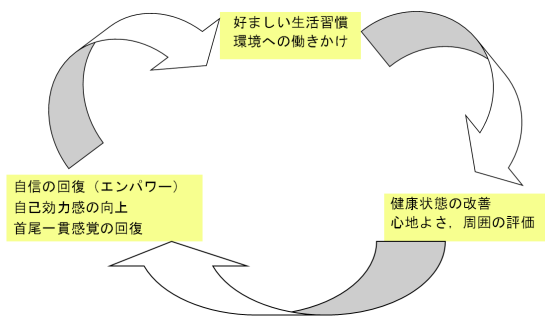 好ましい生活習慣
環境への働きかけ
自信の回復（エンパワー）
自己効力感の向上
首尾一貫感覚の回復
健康状態の改善
心地よさ，周囲の評価